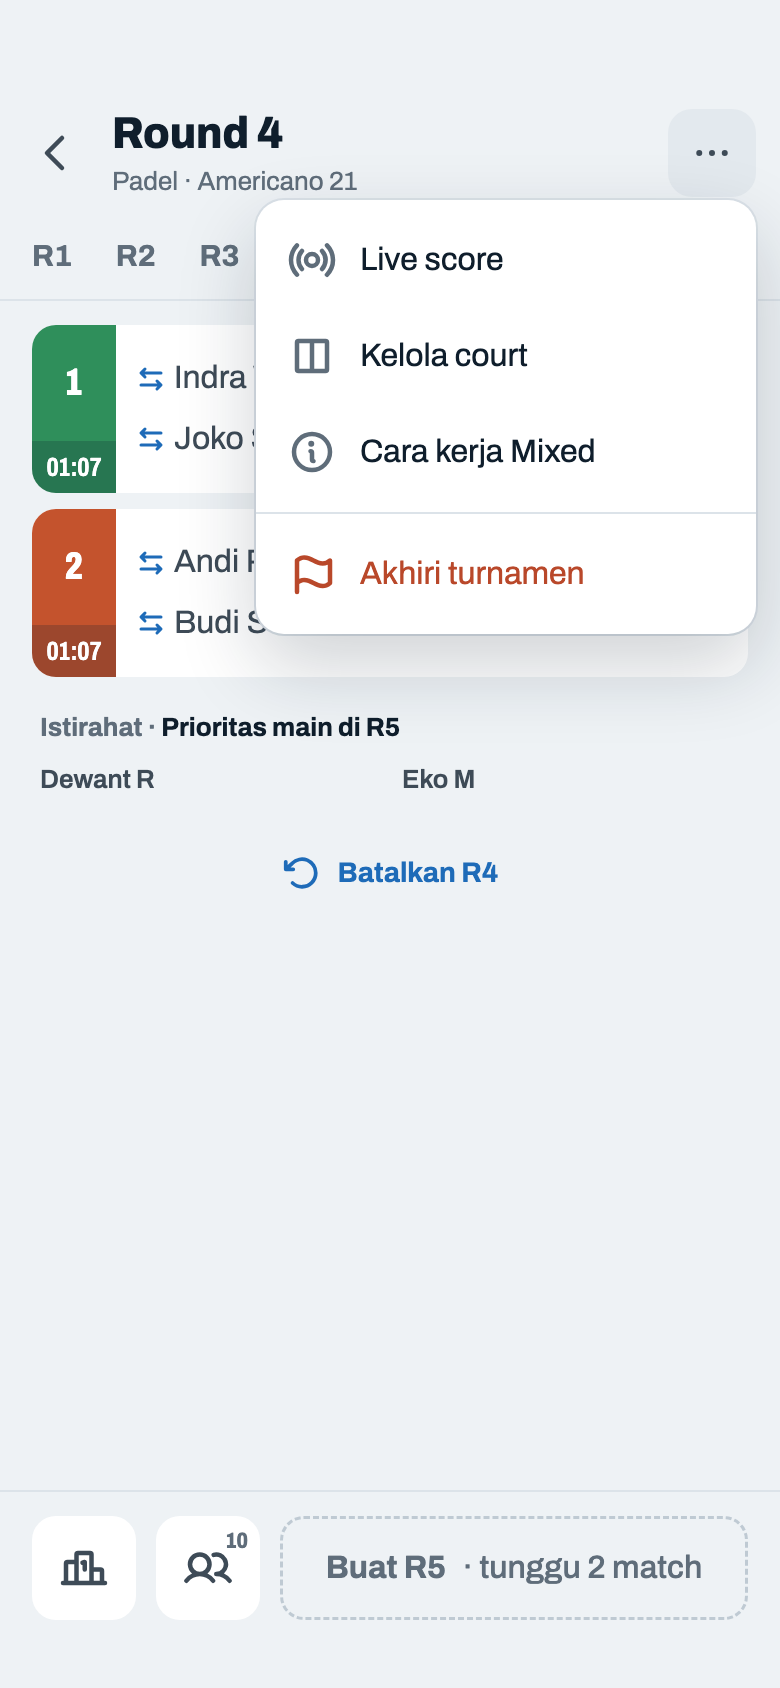 Round 4
Padel · Americano 21
R1 R2 R3
Live score
Kelola court
Cara kerja Mixed
Akhiri turnamen
1
01:07
Indra
Joko
2
01:07
Andi
Budi
Istirahat · Prioritas main di R5
Dewant R
Eko M
Batalkan R4
10
Buat R5 · tunggu 2 match